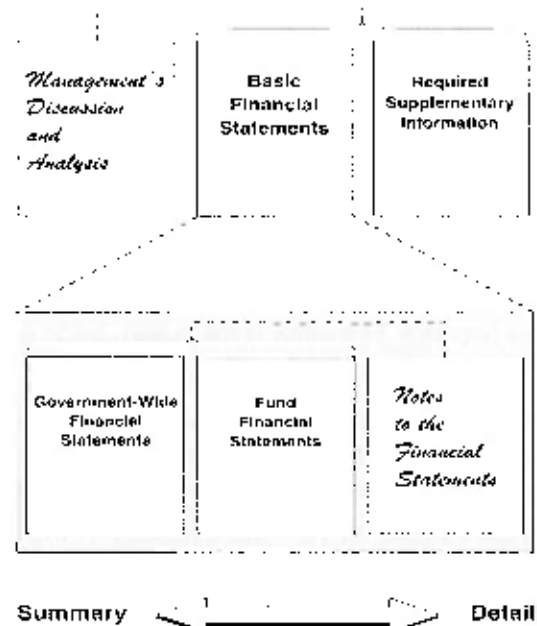 Management's
Discussion
and
Analysis
Basic
Financial
Statements
Required
Supplementary
Information
Government-Wide
Financial
Statements
Fund
Financial
Statements
Notes
to the
Financial
Statements
Summary
Detail